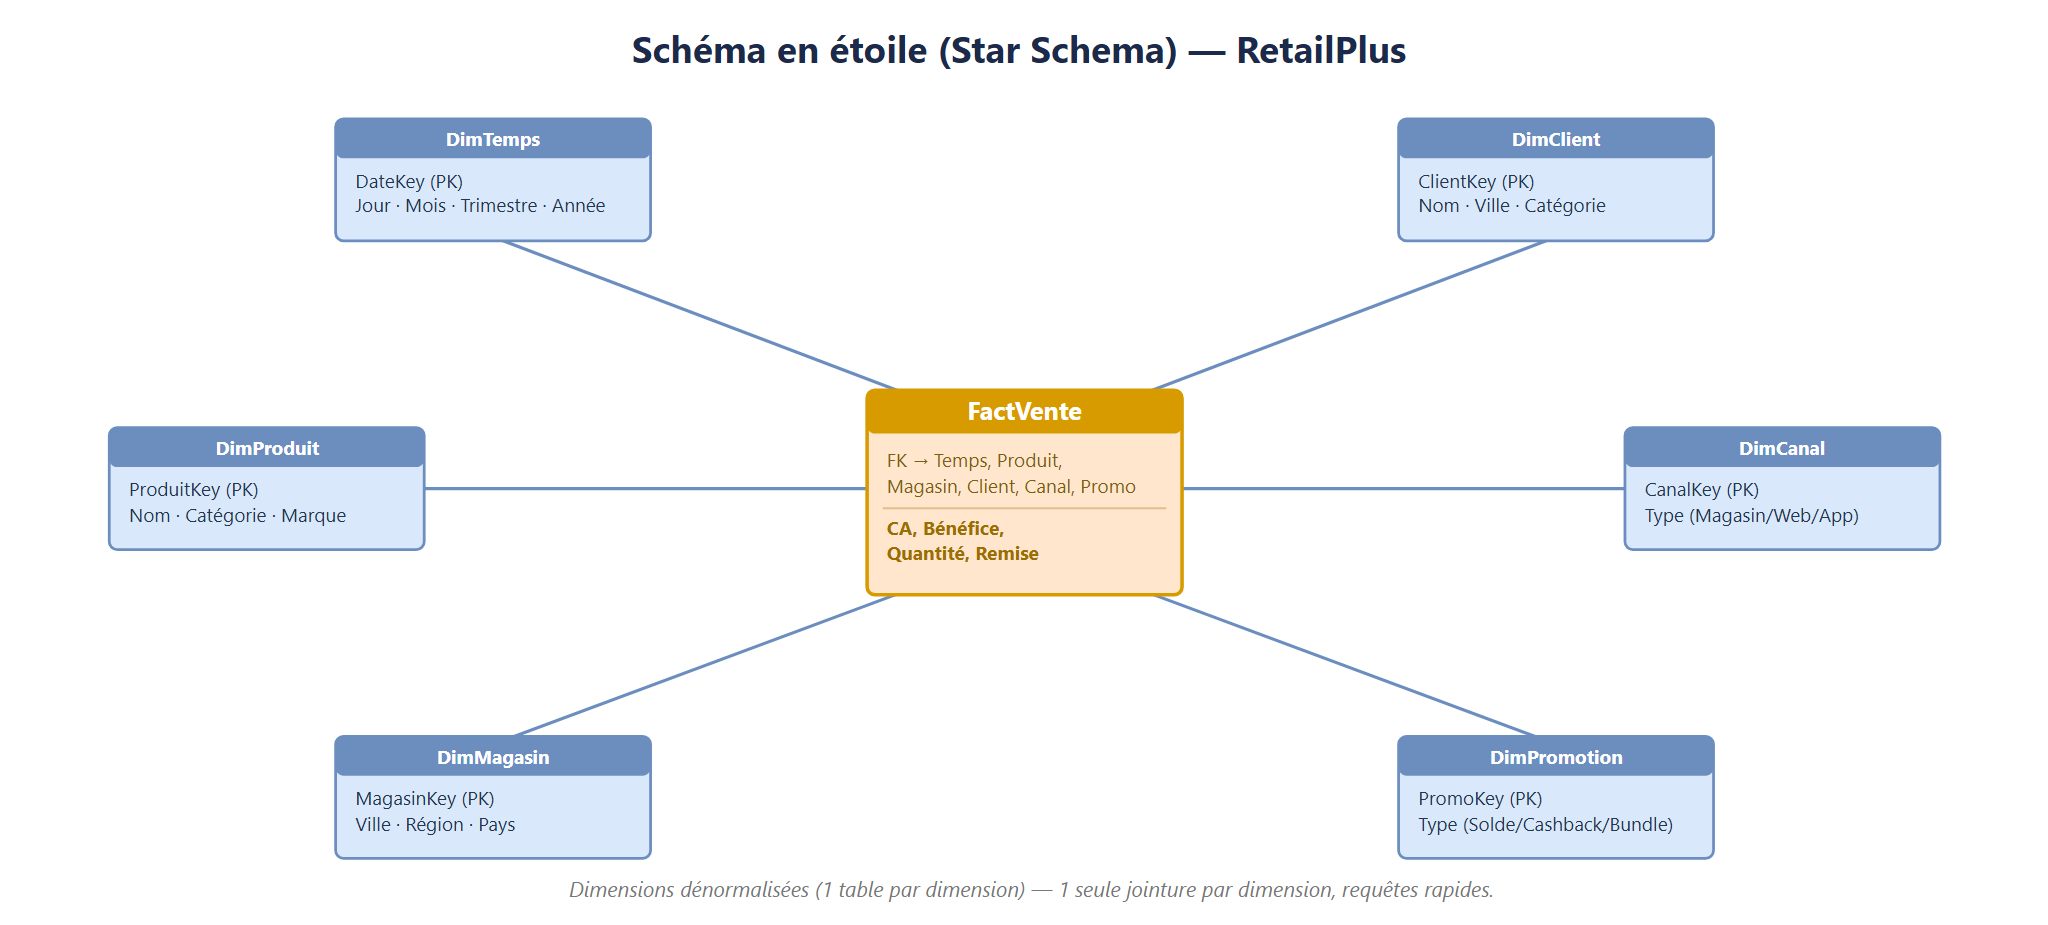 Schéma en étoile (Star Schema) — RetailPlus
DimTemps
DateKey (PK)
Jour · Mois · Trimestre · Année
DimClient
ClientKey (PK)
Nom · Ville · Catégorie
FactVente
FK → Temps, Produit,
Magasin, Client, Canal, Promo
CA, Bénéfice,
Quantité, Remise
DimProduit
ProduitKey (PK)
Nom · Catégorie · Marque
DimCanal
CanalKey (PK)
Type (Magasin/Web/App)
DimMagasin
MagasinKey (PK)
Ville · Région · Pays
DimPromotion
PromoKey (PK)
Type (Solde/Cashback/Bundle)
Dimensions dénormalisées (1 table par dimension) — 1 seule jointure par dimension, requêtes rapides.